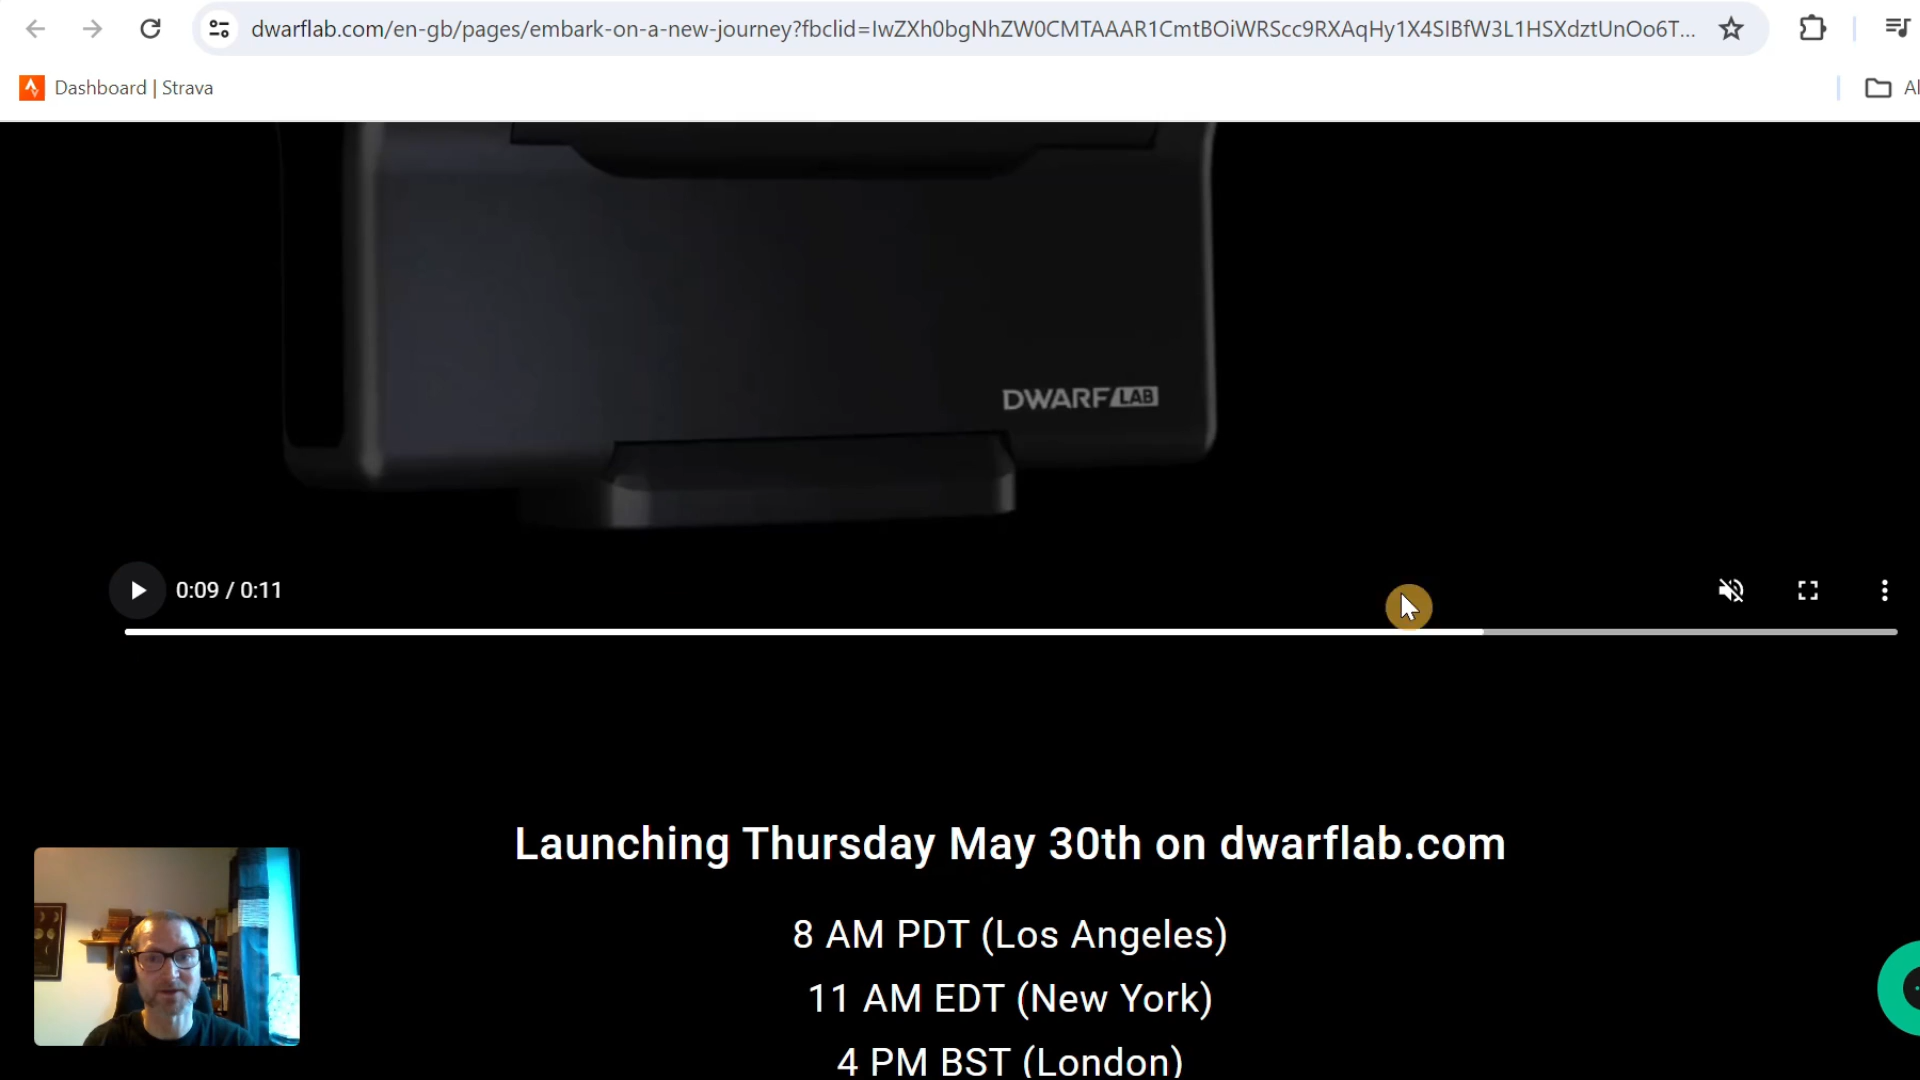 dwarflab.com/en-gb/pages/embark-on-a-new-journey?fbclid=IwZXh0bgNhZW0CMTAAAR1CmtBOiWRScc9RXAqHy1X4SIBfW3L1HSXdztUnOo6T...
Dashboard | Strava
Al
DWARF LAB
0:09 / 0:11
Launching Thursday May 30th on dwarflab.com
8 AM PDT (Los Angeles)
11 AM EDT (New York)
4 PM BST (London)